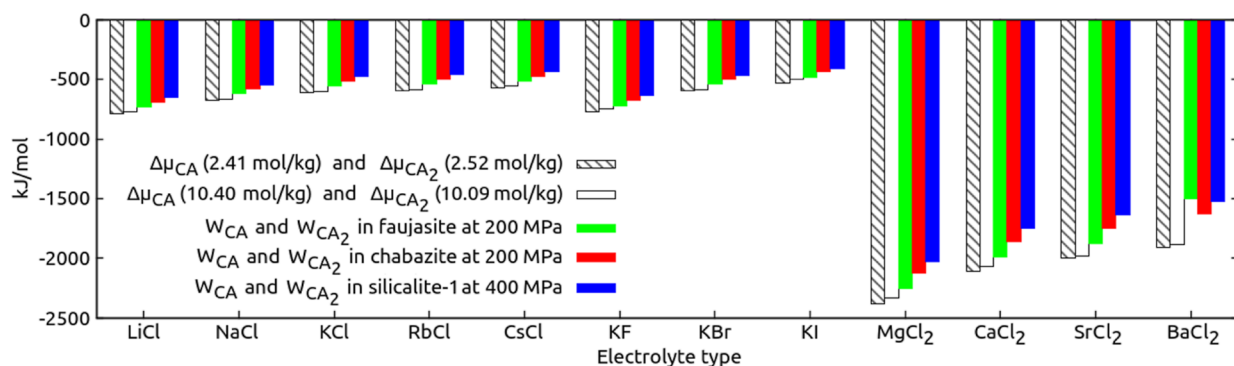 0
-500
-1000
-1500
-2000
-2500
kJ/mol
Δμ_CA (2.41 mol/kg) and Δμ_CA₂ (2.52 mol/kg)
Δμ_CA (10.40 mol/kg) and Δμ_CA₂ (10.09 mol/kg)
W_CA and W_CA₂ in faujasite at 200 MPa
W_CA and W_CA₂ in chabazite at 200 MPa
W_CA and W_CA₂ in silicalite-1 at 400 MPa
LiCl NaCl KCl RbCl CsCl KF KBr KI MgCl₂ CaCl₂ SrCl₂ BaCl₂
Electrolyte type